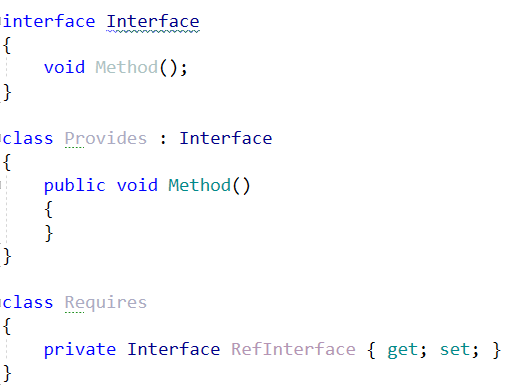 interface Interface
{
void Method();
}
class Provides : Interface
{
public void Method()
{
}
}
class Requires
{
private Interface RefInterface { get; set; }
}